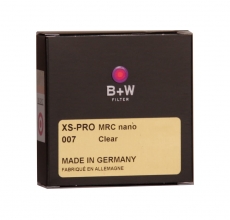 B+W
FILTER
XS-PRO MRC nano
007 Clear
MADE IN GERMANY
FABRIQUÉ EN ALLEMAGNE